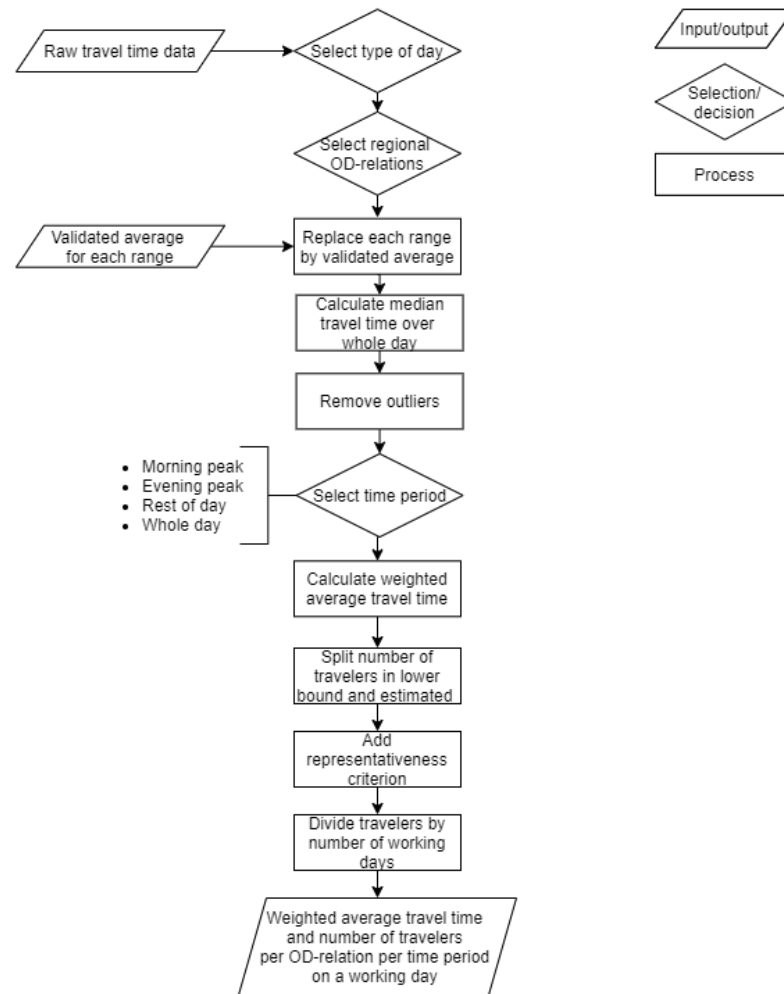 Raw travel time data
Select type of day
Input/output
Selection/
decision
Process
Select regional
OD-relations
Validated average
for each range
Replace each range
by validated average
Calculate median
travel time over
whole day
Remove outliers
• Morning peak
• Evening peak
• Rest of day
• Whole day
Select time period
Calculate weighted
average travel time
Split number of
travelers in lower
bound and estimated
Add
representativeness
criterion
Divide travelers by
number of working
days
Weighted average travel time
and number of travelers
per OD-relation per time period
on a working day